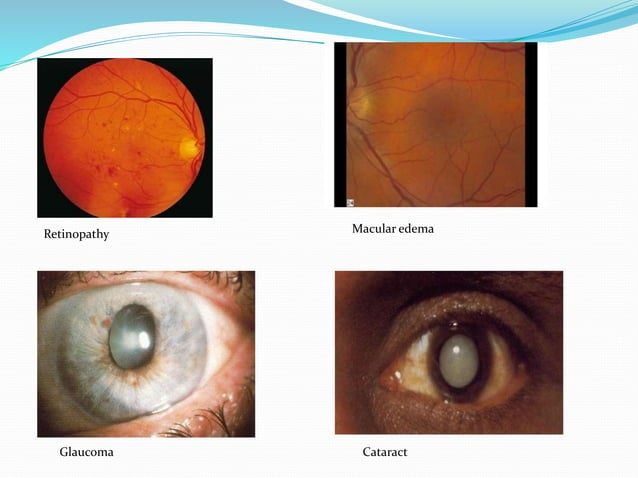 Retinopathy
Macular edema
Glaucoma
Cataract